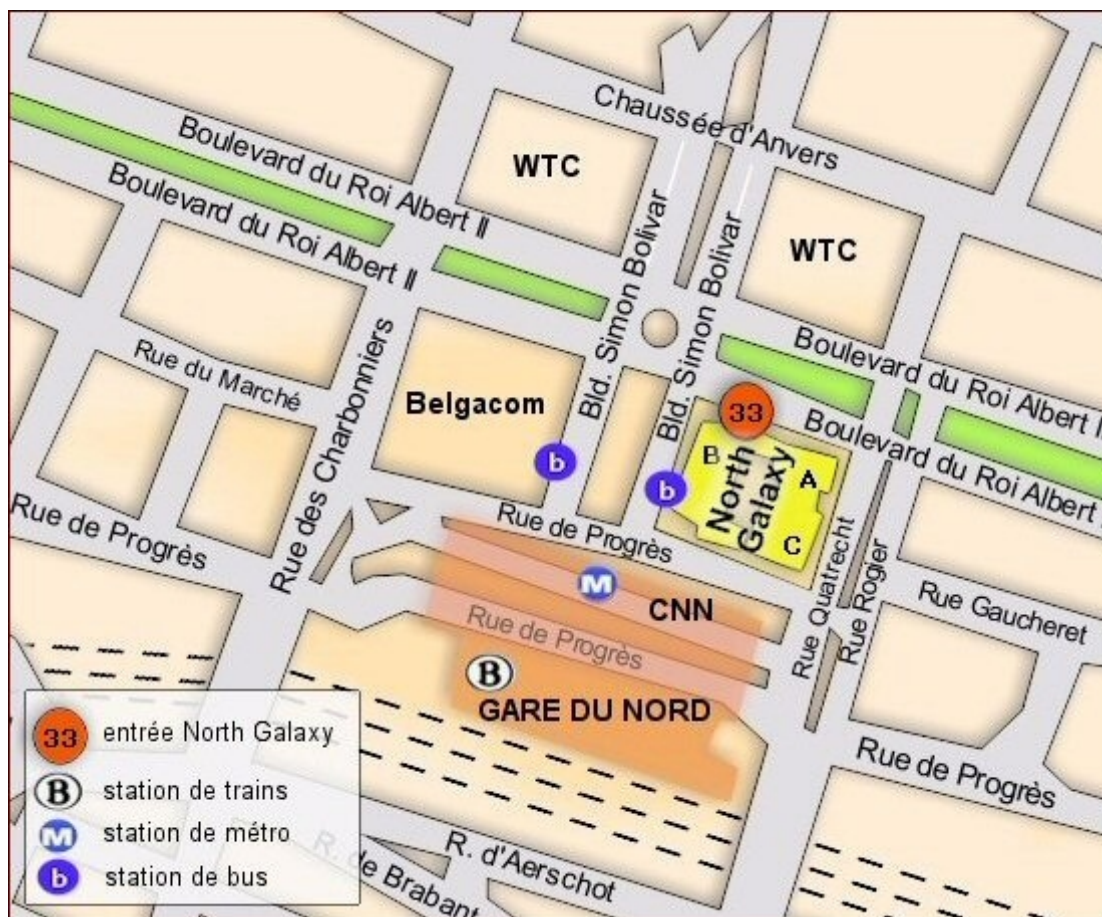 Chaussée d'Anvers
Boulevard du Roi Albert II
Boulevard du Roi Albert II
WTC
WTC
Bld. Simon Bolivar
Bld. Simon Bolivar
Boulevard du Roi Albert II
Boulevard du Roi Albert
Rue du Marché
Rue des Charbonniers
Belgacom
33
b
b
B
A
C
North
Galaxy
Rue de Progrès
Rue de Progrès
M
CNN
Rue de Progrès
B
GARE DU NORD
Rue Quatrecht
Rue Rogier
Rue Gaucheret
Rue de Progrès
R. d'Aerschot
R. de Brabant
33 entrée North Galaxy
B station de trains
M station de métro
b station de bus